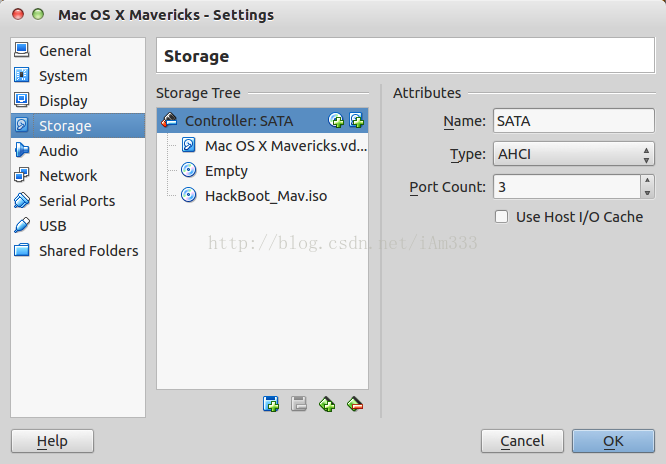 Mac OS X Mavericks - Settings
General
System
Display
Storage
Audio
Network
Serial Ports
USB
Shared Folders
Storage
Storage Tree
Controller: SATA
Mac OS X Mavericks.vd...
Empty
HackBoot_Mav.iso
Attributes
Name: SATA
Type: AHCI
Port Count: 3
Use Host I/O Cache
http://blog.csdn.net/iAm333
Help
Cancel
OK